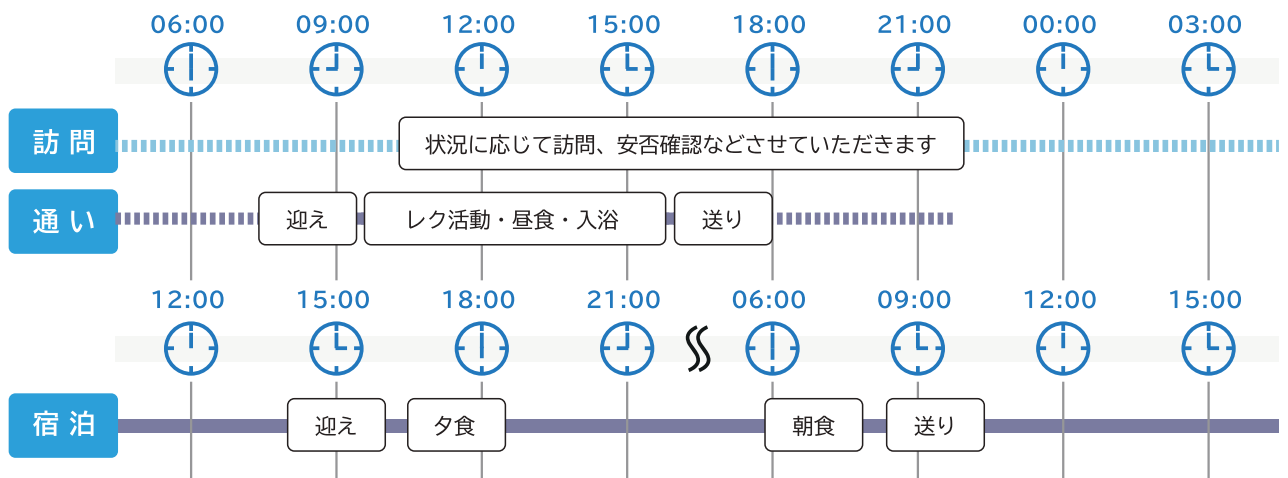 06:00 09:00 12:00 15:00 18:00 21:00 00:00 03:00
訪問
状況に応じて訪問、安否確認などさせていただきます
通い
迎え
レク活動・昼食・入浴
送り
12:00 15:00 18:00 21:00 06:00 09:00 12:00 15:00
宿泊
迎え
夕食
朝食
送り